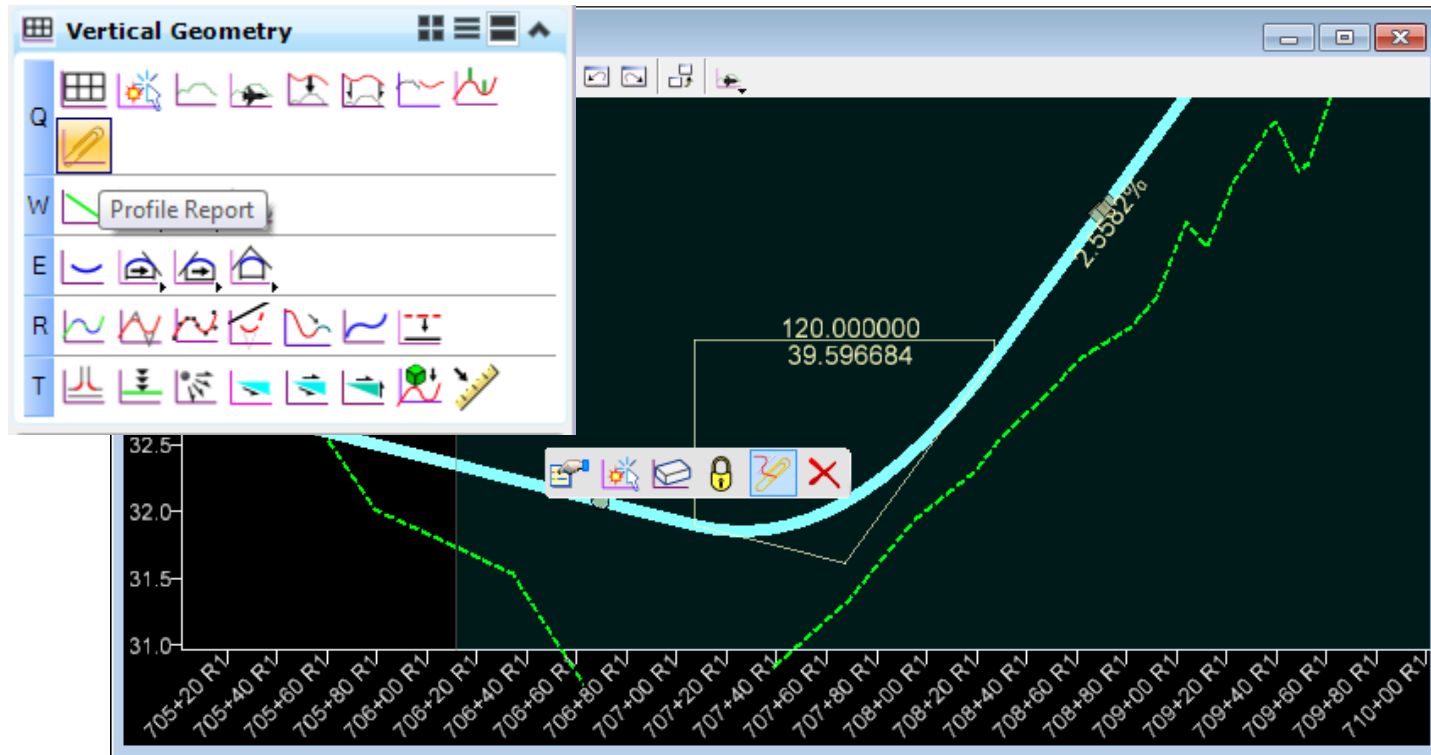 Vertical Geometry
Q
W
Profile Report
E
R
T
2.5582%
120.000000
39.596684
32.5
32.0
31.5
31.0
705+20 R1
705+40 R1
705+60 R1
705+80 R1
706+00 R1
706+20 R1
706+40 R1
706+60 R1
706+80 R1
707+00 R1
707+20 R1
707+40 R1
707+60 R1
707+80 R1
708+00 R1
708+20 R1
708+40 R1
708+60 R1
708+80 R1
709+00 R1
709+20 R1
709+40 R1
709+60 R1
709+80 R1
710+00 R1